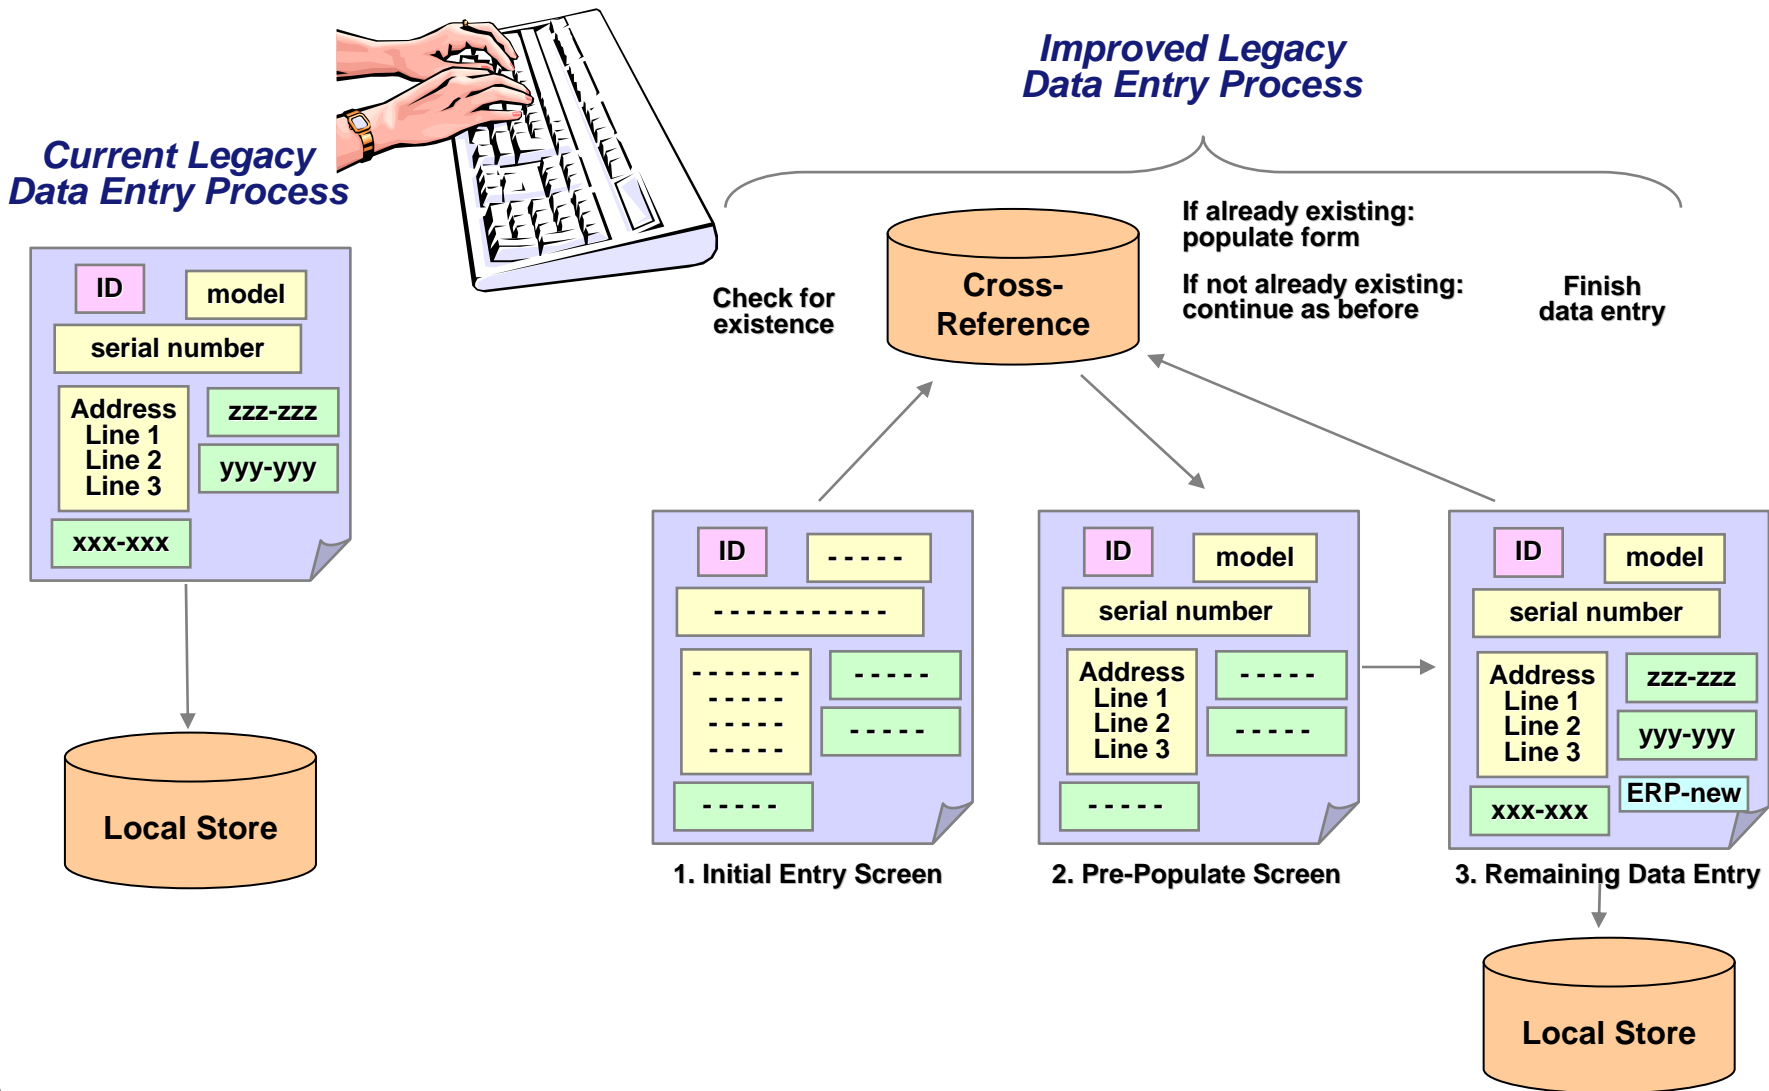 Current Legacy
Data Entry Process
ID
model
serial number
Address
Line 1
Line 2
Line 3
zzz-zzz
yyy-yyy
xxx-xxx
Local Store
Improved Legacy
Data Entry Process
Check for
existence
Cross-
Reference
If already existing:
populate form
If not already existing:
continue as before
Finish
data entry
ID
- - - - -
- - - - - - - - - - -
- - - - - - -
- - - - -
- - - - -
- - - - -
- - - - -
- - - - -
- - - - -
1. Initial Entry Screen
ID
model
serial number
Address
Line 1
Line 2
Line 3
- - - - -
- - - - -
- - - - -
2. Pre-Populate Screen
ID
model
serial number
Address
Line 1
Line 2
Line 3
zzz-zzz
yyy-yyy
ERP-new
xxx-xxx
3. Remaining Data Entry
Local Store